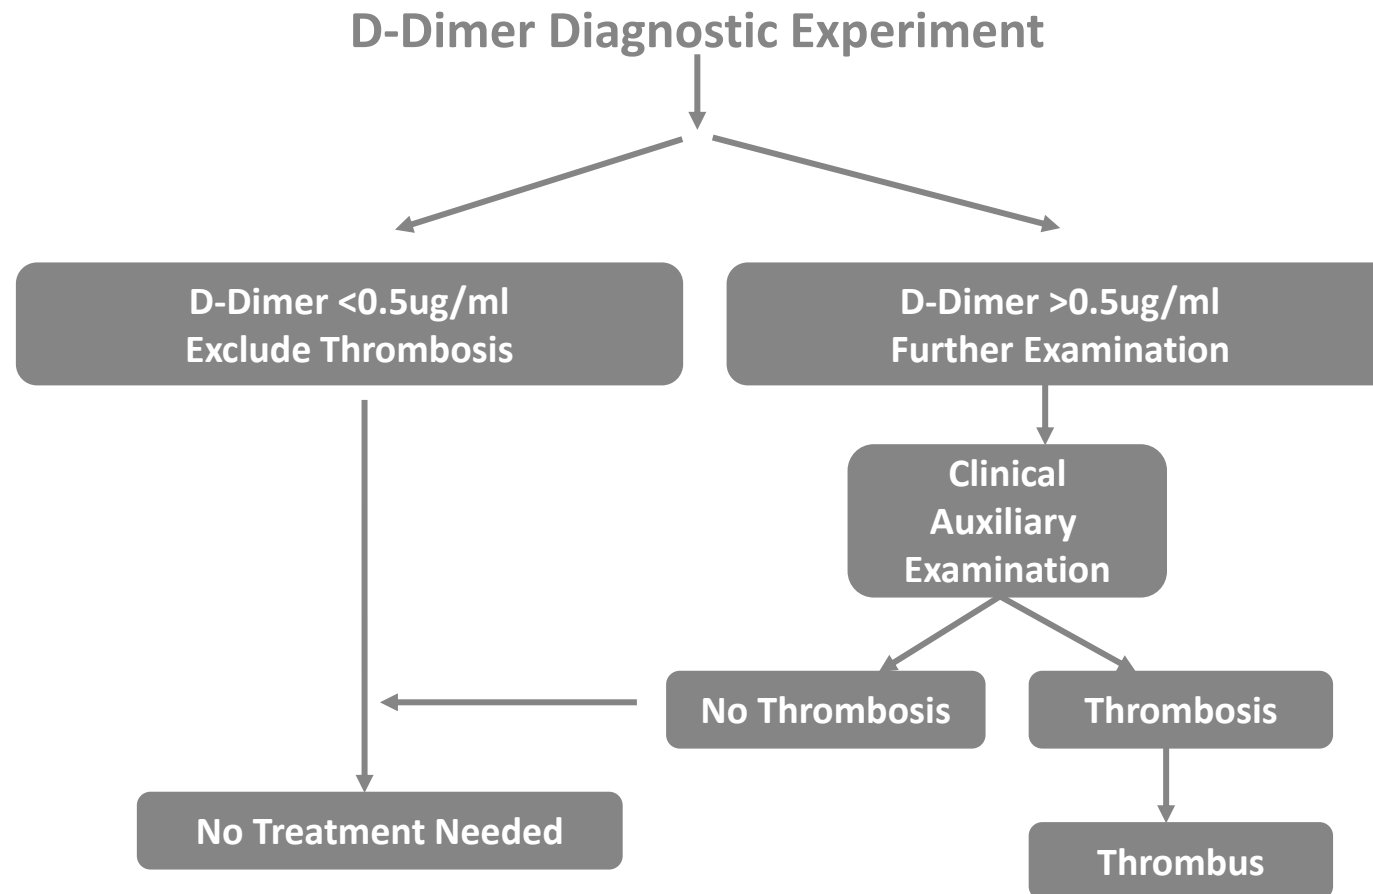 D-Dimer Diagnostic Experiment
D-Dimer <0.5ug/ml
Exclude Thrombosis
D-Dimer >0.5ug/ml
Further Examination
Clinical
Auxiliary
Examination
No Thrombosis
Thrombosis
No Treatment Needed
Thrombus